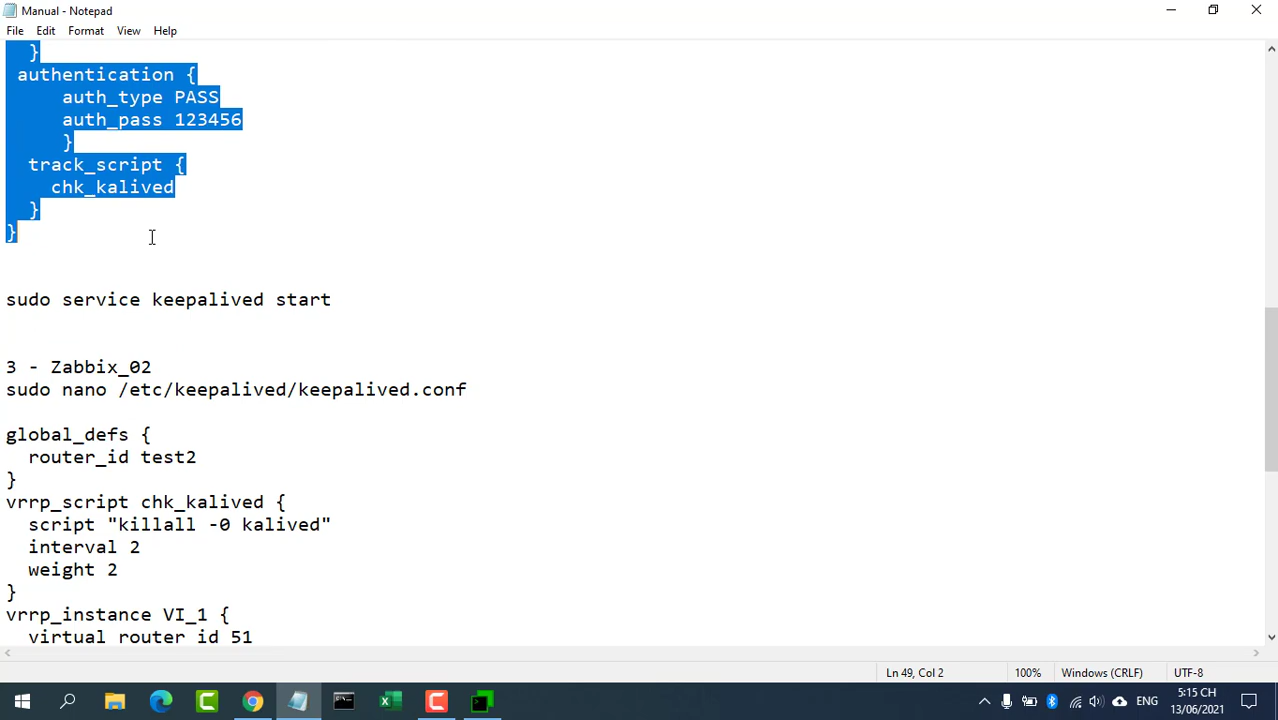 Manual - Notepad
File Edit Format View Help
}
authentication {
auth_type PASS
auth_pass 123456
}
track_script {
chk_kalived
}
}
sudo service keepalived start
3 - Zabbix_02
sudo nano /etc/keepalived/keepalived.conf
global_defs {
router_id test2
}
vrrp_script chk_kalived {
script "killall -0 kalived"
interval 2
weight 2
}
vrrp_instance VI_1 {
virtual_router_id 51
Ln 49, Col 2 100% Windows (CRLF) UTF-8
ENG
5:15 CH
13/06/2021